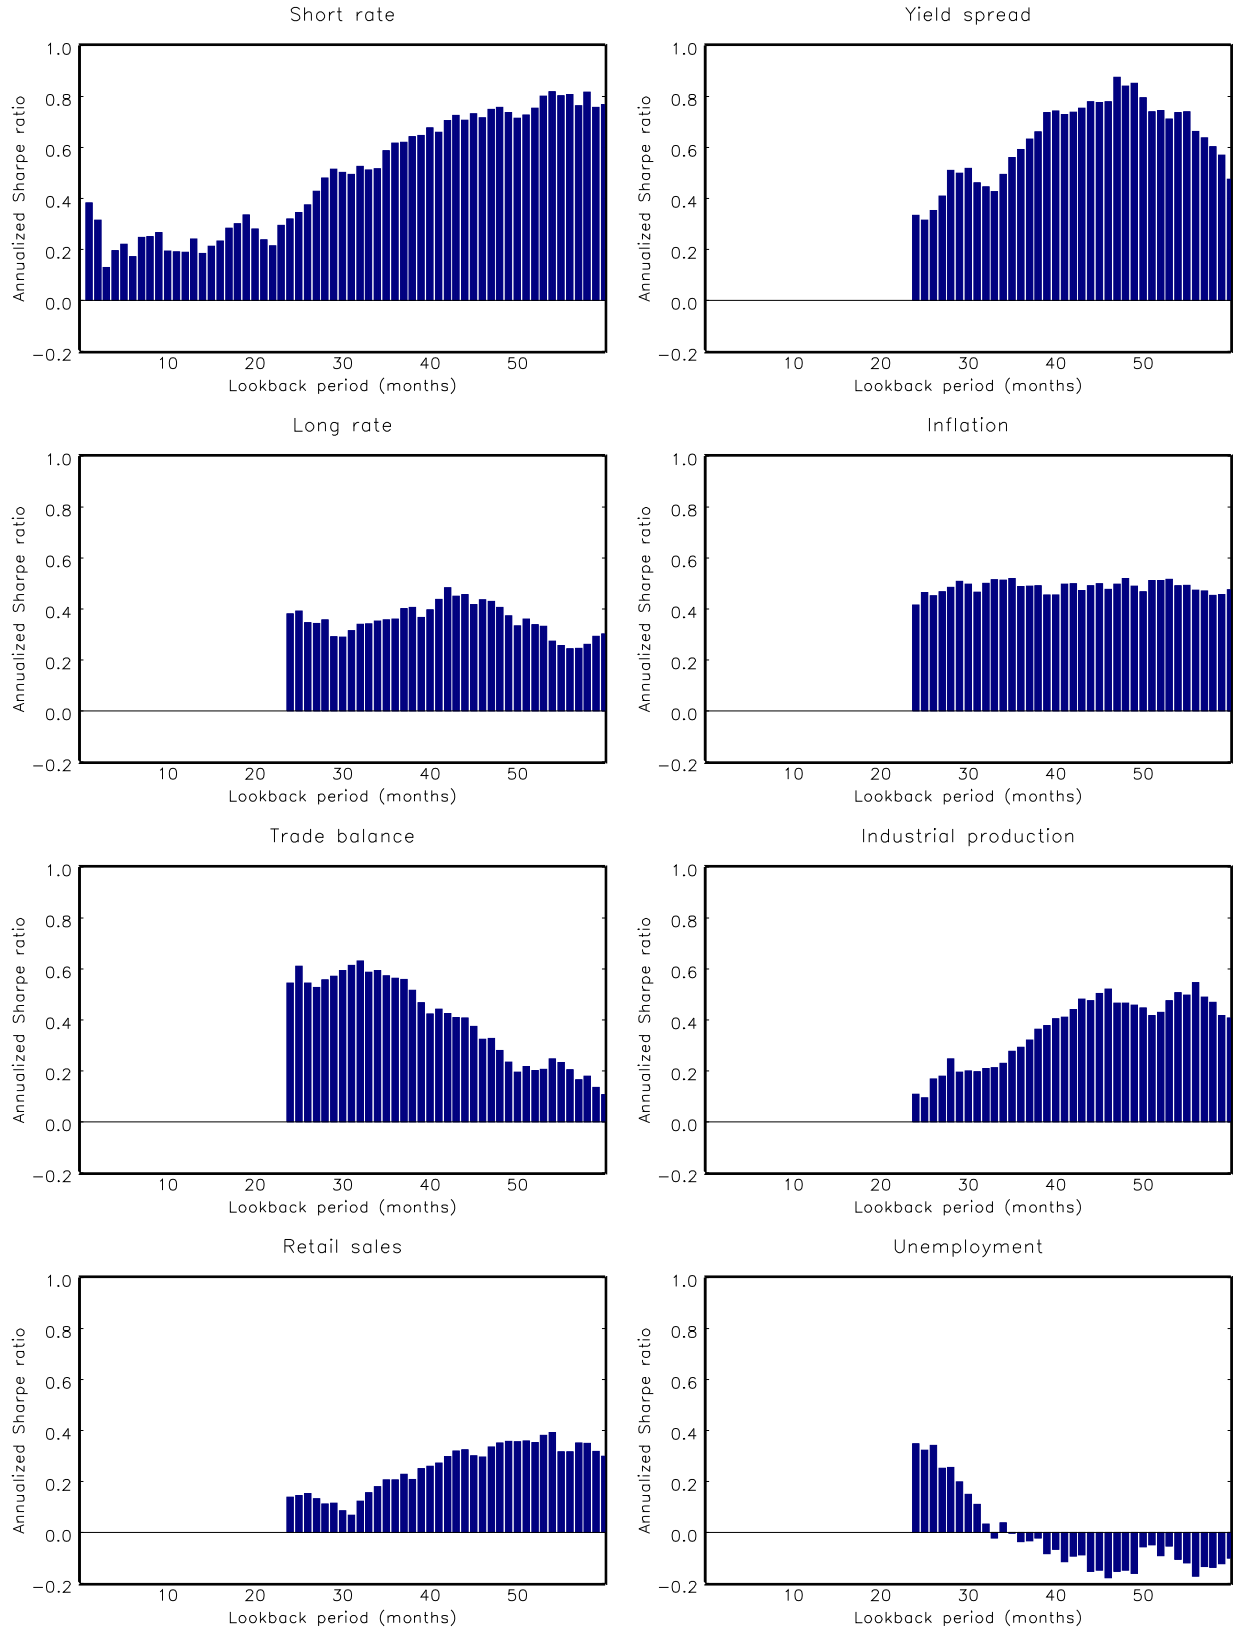 Short rate
Annualized Sharpe ratio
1.0
0.8
0.6
0.4
0.2
0.0
−0.2
10 20 30 40 50
Lookback period (months)
Yield spread
Annualized Sharpe ratio
1.0
0.8
0.6
0.4
0.2
0.0
−0.2
10 20 30 40 50
Lookback period (months)
Long rate
Annualized Sharpe ratio
1.0
0.8
0.6
0.4
0.2
0.0
−0.2
10 20 30 40 50
Lookback period (months)
Inflation
Annualized Sharpe ratio
1.0
0.8
0.6
0.4
0.2
0.0
−0.2
10 20 30 40 50
Lookback period (months)
Trade balance
Annualized Sharpe ratio
1.0
0.8
0.6
0.4
0.2
0.0
−0.2
10 20 30 40 50
Lookback period (months)
Industrial production
Annualized Sharpe ratio
1.0
0.8
0.6
0.4
0.2
0.0
−0.2
10 20 30 40 50
Lookback period (months)
Retail sales
Annualized Sharpe ratio
1.0
0.8
0.6
0.4
0.2
0.0
−0.2
10 20 30 40 50
Lookback period (months)
Unemployment
Annualized Sharpe ratio
1.0
0.8
0.6
0.4
0.2
0.0
−0.2
10 20 30 40 50
Lookback period (months)